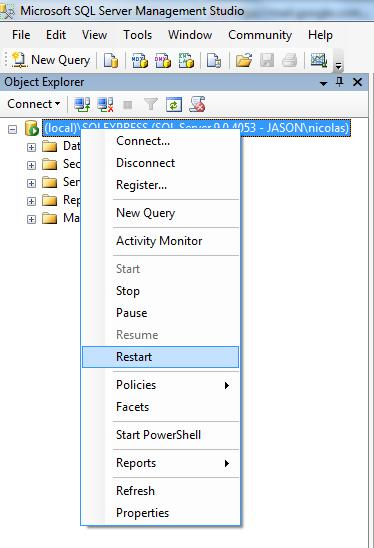 Microsoft SQL Server Management Studio
File Edit View Tools Window Community Help
New Query
Object Explorer
Connect
(local)\SQLEXPRESS (SQL Server 9.0.4053 - JASON\nicolas)
Dat
Sec
Ser
Rep
Ma
Connect...
Disconnect
Register...
New Query
Activity Monitor
Start
Stop
Pause
Resume
Restart
Policies
Facets
Start PowerShell
Reports
Refresh
Properties